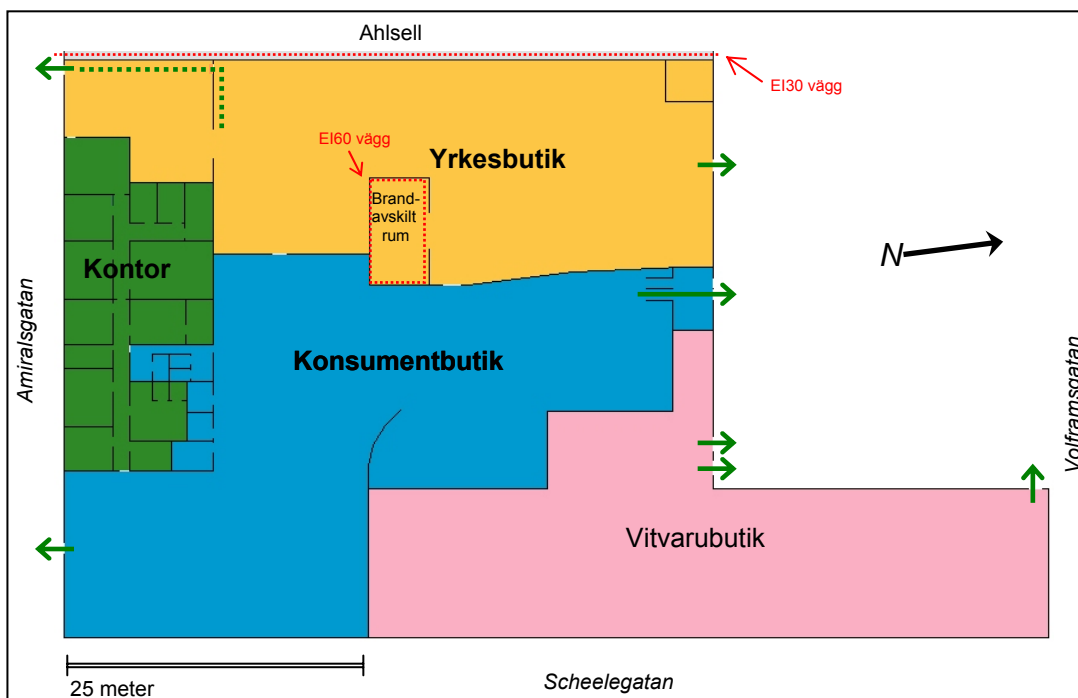 Ahlsell
EI30 vägg
EI60 vägg
Yrkesbutik
Brand-
avskilt
rum
N
Kontor
Konsumentbutik
Amiralsgatan
Volframsgatan
Vitvarubutik
25 meter
Scheelegatan